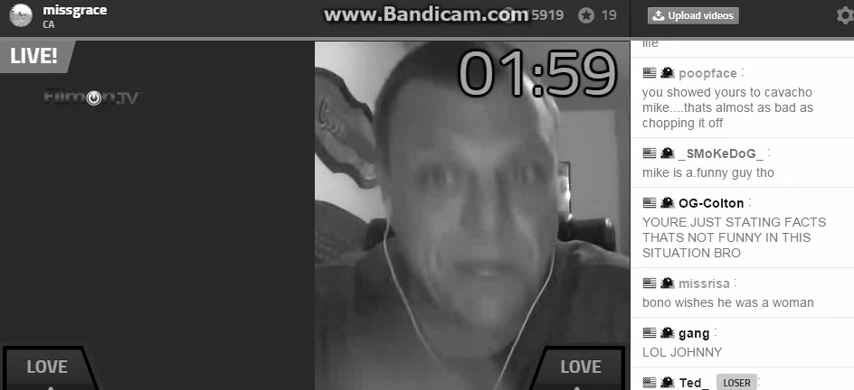 missgrace
CA
www.Bandicam.com
15919
19
Upload videos
LIVE!
FilmOn.TV
01:59
LOVE
LOVE
life
poopface :
you showed yours to cavacho
mike....thats almost as bad as
chopping it off
_SMoKeDoG_ :
mike is a.funny guy tho
OG-Colton :
YOURE JUST STATING FACTS
THATS NOT FUNNY IN THIS
SITUATION BRO
missrisa :
bono wishes he was a woman
gang :
LOL JOHNNY
Ted_ LOSER :